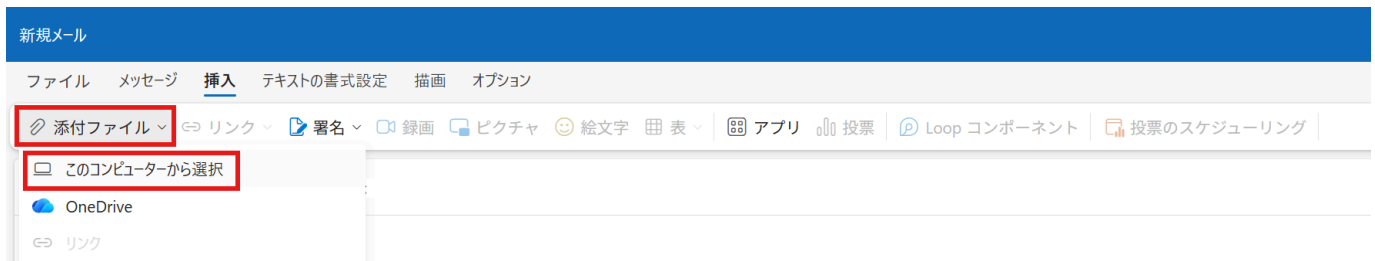 新規メール
ファイル メッセージ 挿入 テキストの書式設定 描画 オプション
添付ファイル リンク 署名 録画 ピクチャ 絵文字 表 アプリ 投票 Loop コンポーネント 投票のスケジューリング
このコンピューターから選択
OneDrive
リンク